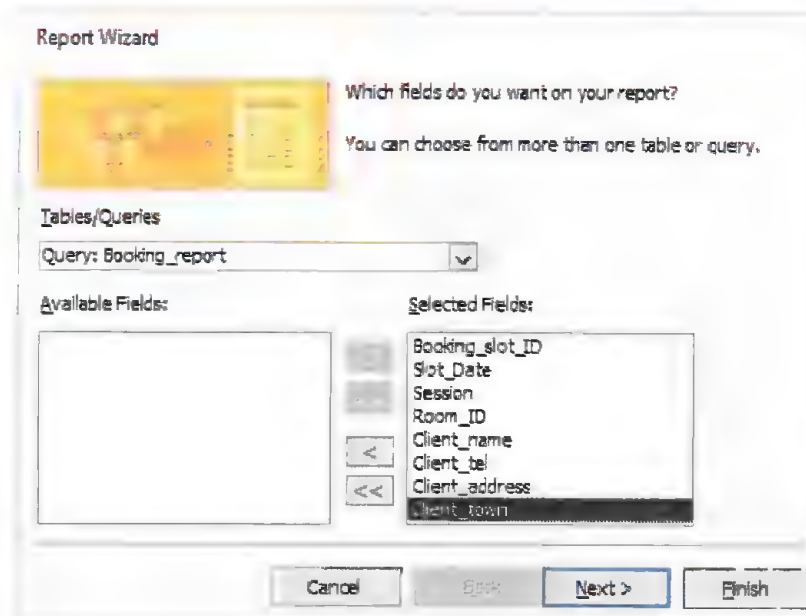 Report Wizard
Which fields do you want on your report?
You can choose from more than one table or query.
Tables/Queries
Query: Booking_report
Available Fields:
Selected Fields:
Booking_slot_ID
Slot_Date
Session
Room_ID
Client_name
Client_tel
Client_address
Client_town
<
<<
Cancel
Back
Next >
Finish